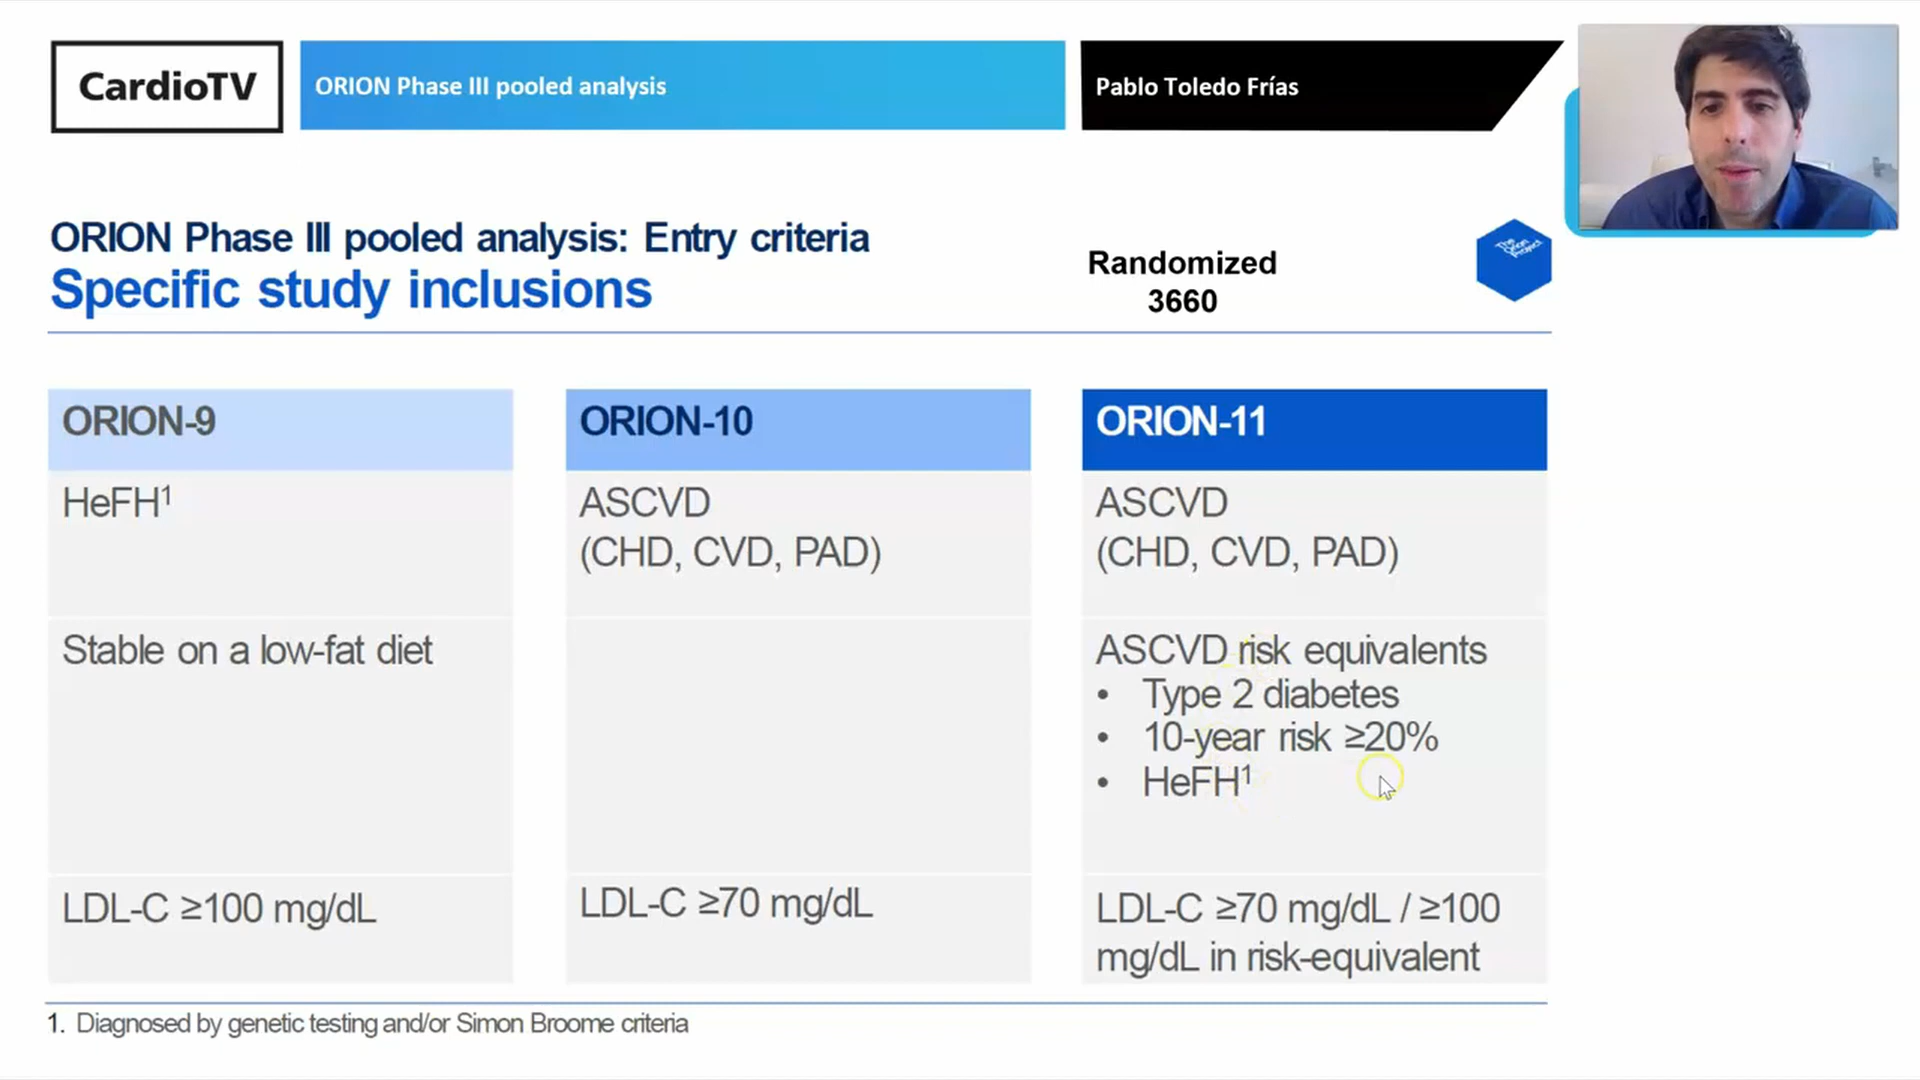 CardioTV
ORION Phase III pooled analysis
Pablo Toledo Frías
ORION Phase III pooled analysis: Entry criteria
Specific study inclusions
Randomized
3660
The
Orion
Project
ORION-9
HeFH¹
Stable on a low-fat diet
LDL-C ≥100 mg/dL
ORION-10
ASCVD
(CHD, CVD, PAD)
LDL-C ≥70 mg/dL
ORION-11
ASCVD
(CHD, CVD, PAD)
ASCVD risk equivalents
• Type 2 diabetes
• 10-year risk ≥20%
• HeFH¹
LDL-C ≥70 mg/dL / ≥100
mg/dL in risk-equivalent
1. Diagnosed by genetic testing and/or Simon Broome criteria